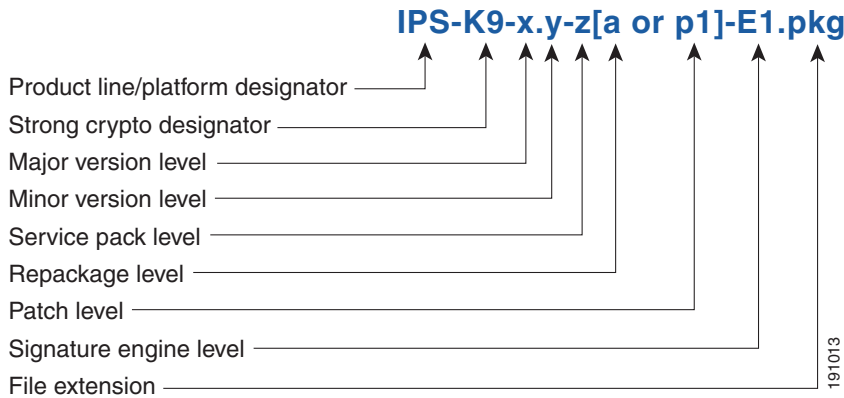 IPS-K9-x.y-z[a or p1]-E1.pkg
Product line/platform designator
Strong crypto designator
Major version level
Minor version level
Service pack level
Repackage level
Patch level
Signature engine level
File extension
191013